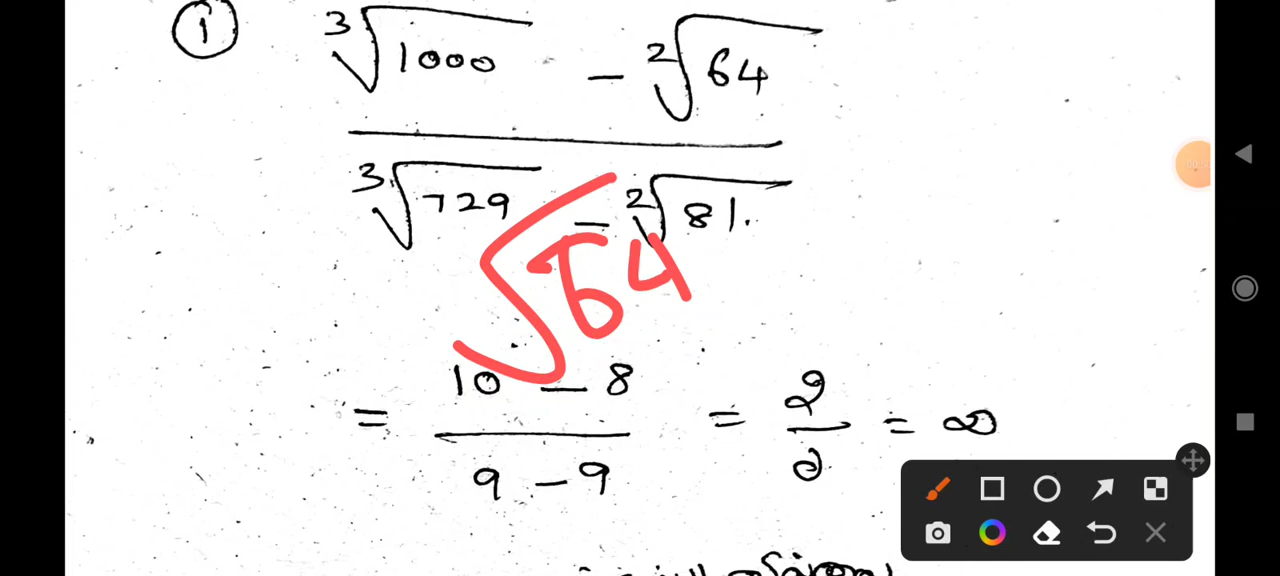 ① ∛1000 − ²√64
∛729 − ²√81.
√64
= 10 − 8 / 9 − 9 = 2/0 = ∞